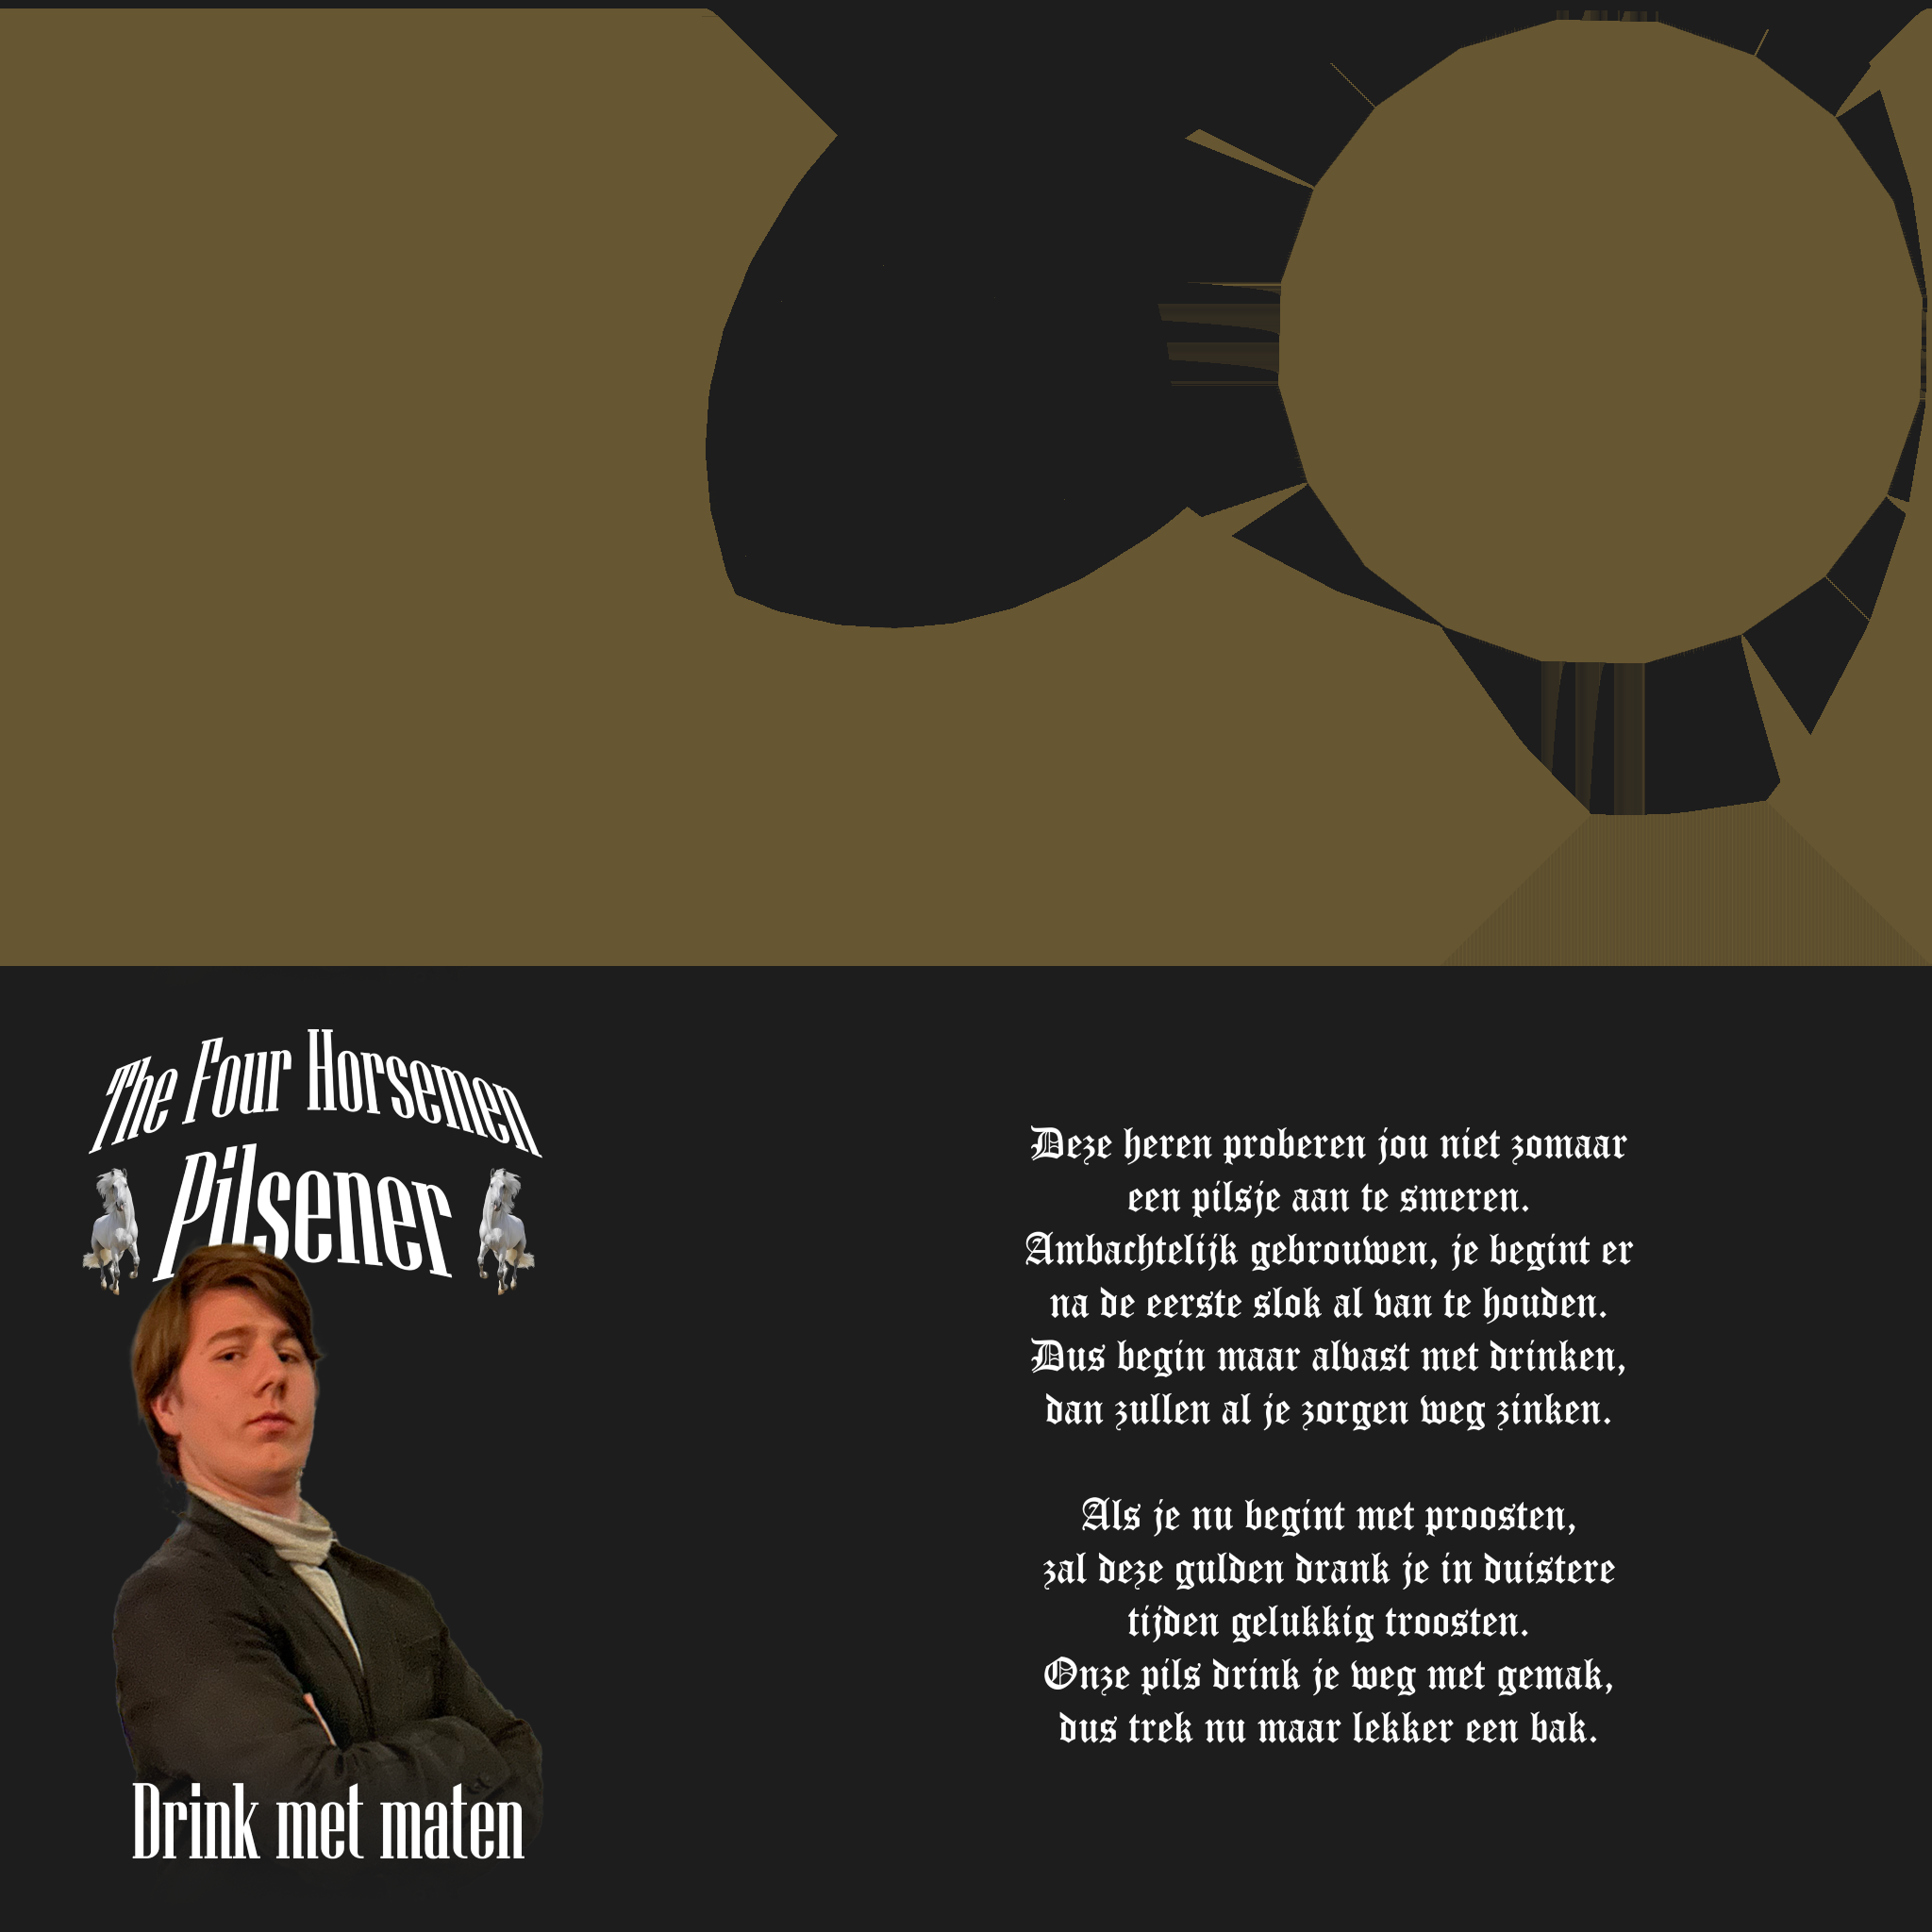 The Four Horsemen
Pilsener
Drink met maten
Deze heren proberen jou niet zomaar
een pilsje aan te smeren.
Ambachtelijk gebrouwen, je begint er
na de eerste slok al van te houden.
Dus begin maar alvast met drinken,
dan zullen al je zorgen weg zinken.
Als je nu begint met proosten,
zal deze gulden drank je in duistere
tijden gelukkig troosten.
Onze pils drink je weg met gemak,
dus trek nu maar lekker een bak.